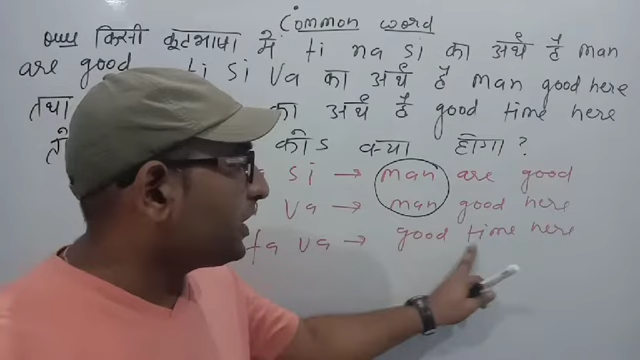 Common word
किसी कूटभाषा में ti na si का अर्थ है man
are good ti si va का अर्थ है man good here
तथा का अर्थ है good time here
को क्या होगा ?
si → man are good
va → man good here
fa va → good time here